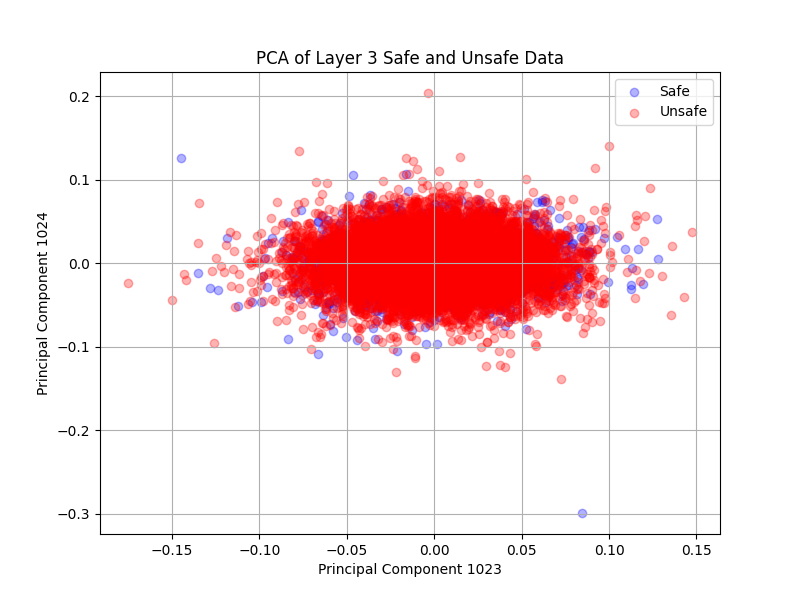 PCA of Layer 3 Safe and Unsafe Data
Safe
Unsafe
0.2
0.1
0.0
−0.1
−0.2
−0.3
Principal Component 1024
−0.15
−0.10
−0.05
0.00
0.05
0.10
0.15
Principal Component 1023